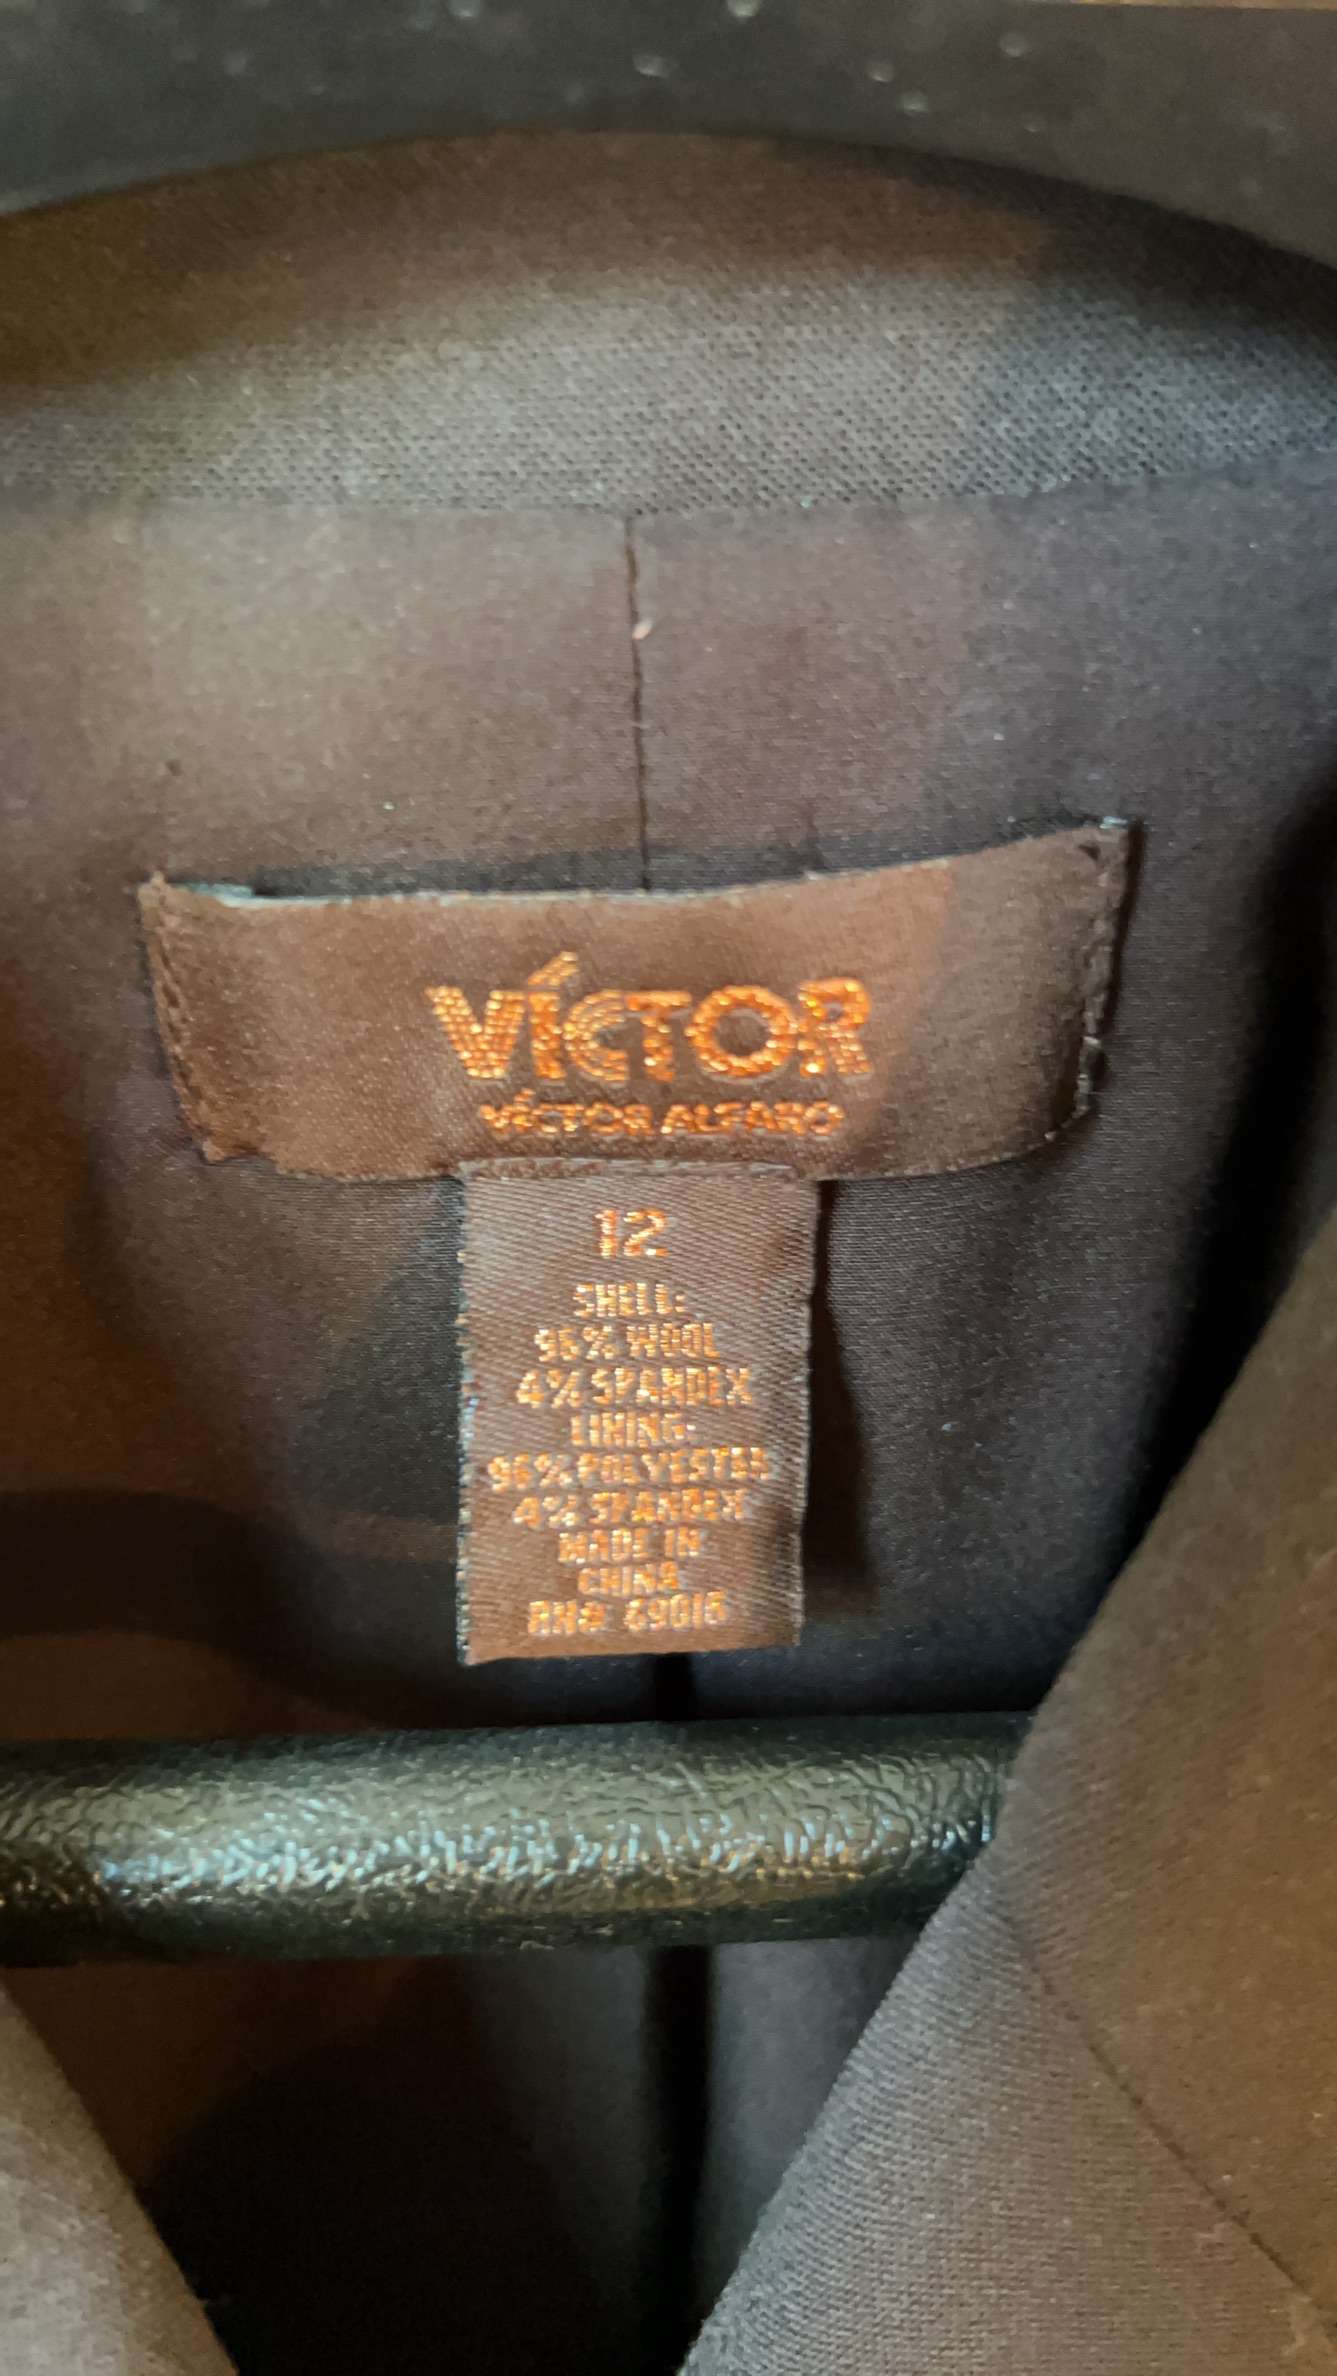 VÍCTOR
VÍCTOR ALFARO
12
SHELL:
96% WOOL
4% SPANDEX
LINING:
96% POLYESTER
4% SPANDEX
MADE IN
CHINA
RN# 69016